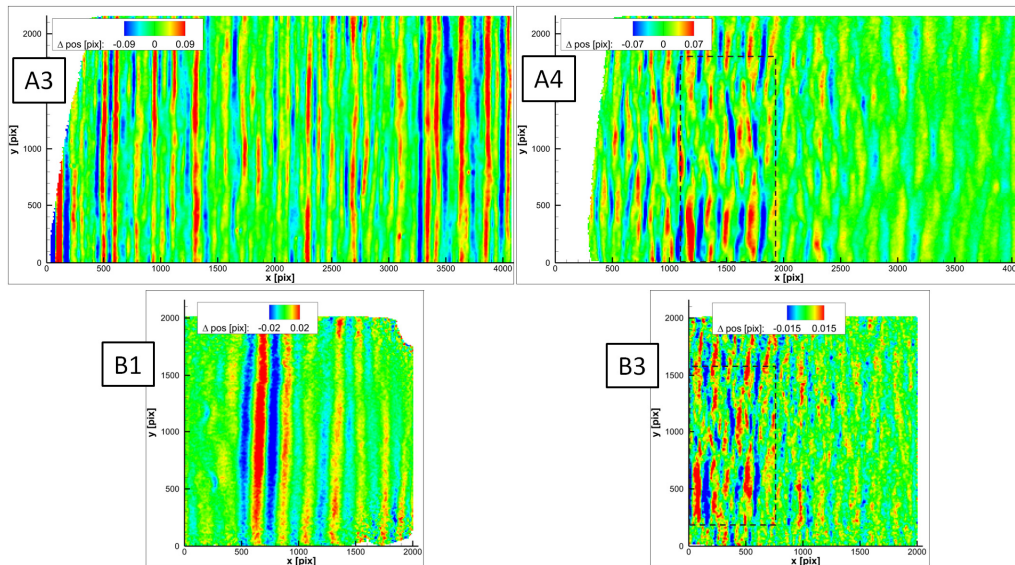 A3
Δ pos [pix]: -0.09 0 0.09
y [pix]
2000
1500
1000
500
0
0 500 1000 1500 2000 2500 3000 3500 4000
x [pix]
A4
Δ pos [pix]: -0.07 0 0.07
y [pix]
2000
1500
1000
500
0
0 500 1000 1500 2000 2500 3000 3500 4000
x [pix]
B1
Δ pos [pix]: -0.02 0.02
y [pix]
2000
1500
1000
500
0
0 500 1000 1500 2000
x [pix]
B3
Δ pos [pix]: -0.015 0.015
y [pix]
2000
1500
1000
500
0
0 500 1000 1500 2000
x [pix]